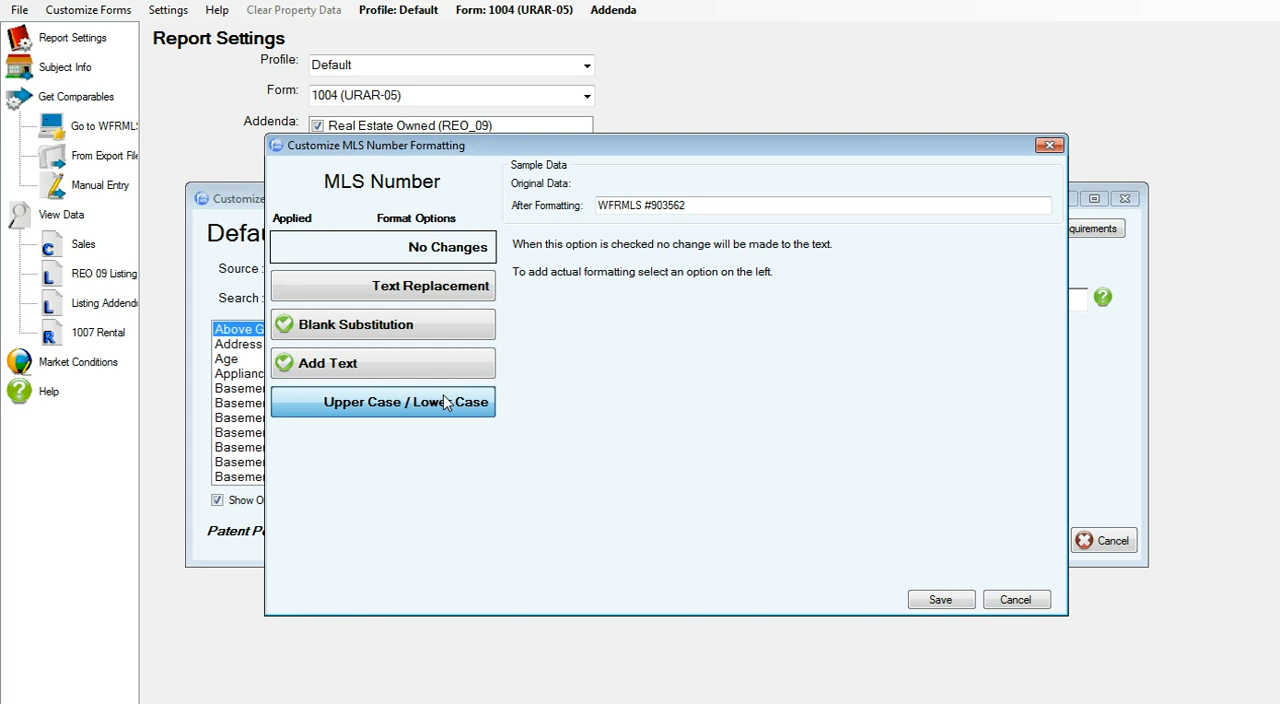 File Customize Forms Settings Help Clear Property Data Profile: Default Form: 1004 (URAR-05) Addenda
Report Settings
Subject Info
Get Comparables
Go to WFRMLS
From Export File
Manual Entry
View Data
Sales
REO 09 Listing
Listing Addend
1007 Rental
Market Conditions
Help
Report Settings
Profile: Default
Form: 1004 (URAR-05)
Addenda: Real Estate Owned (REO_09)
Customize
Defau
Source :
Search :
Above G
Address
Age
Applianc
Basemen
Basemen
Basemen
Basemen
Basemen
Basemen
Basemen
Show O
Patent P
quirements
Cancel
Customize MLS Number Formatting
MLS Number
Applied Format Options
No Changes
Text Replacement
Blank Substitution
Add Text
Upper Case / Lower Case
Sample Data
Original Data:
After Formatting: WFRMLS #903562
When this option is checked no change will be made to the text.
To add actual formatting select an option on the left.
Save Cancel